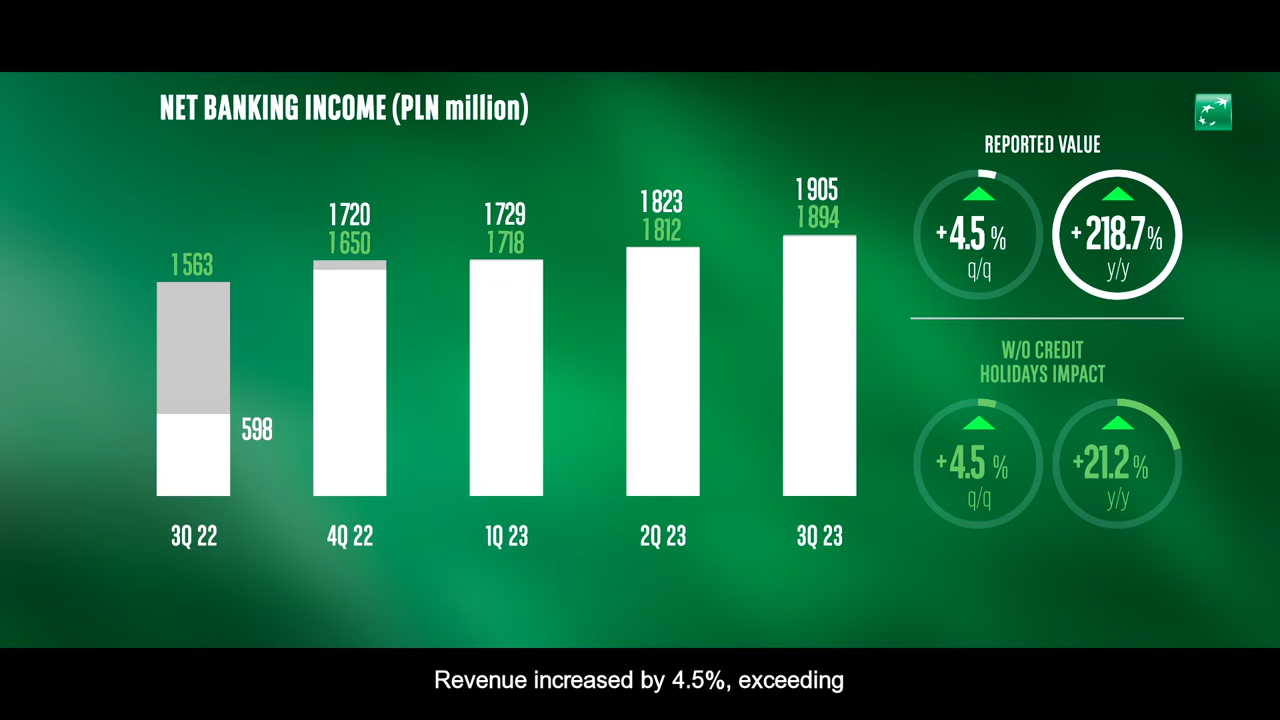 NET BANKING INCOME (PLN million)
1 563
598
3Q 22
1 720
1 650
4Q 22
1 729
1 718
1Q 23
1 823
1 812
2Q 23
1 905
1 894
3Q 23
REPORTED VALUE
+4.5 %
q/q
+218.7%
y/y
W/O CREDIT
HOLIDAYS IMPACT
+4.5 %
q/q
+21.2 %
y/y
Revenue increased by 4.5%, exceeding